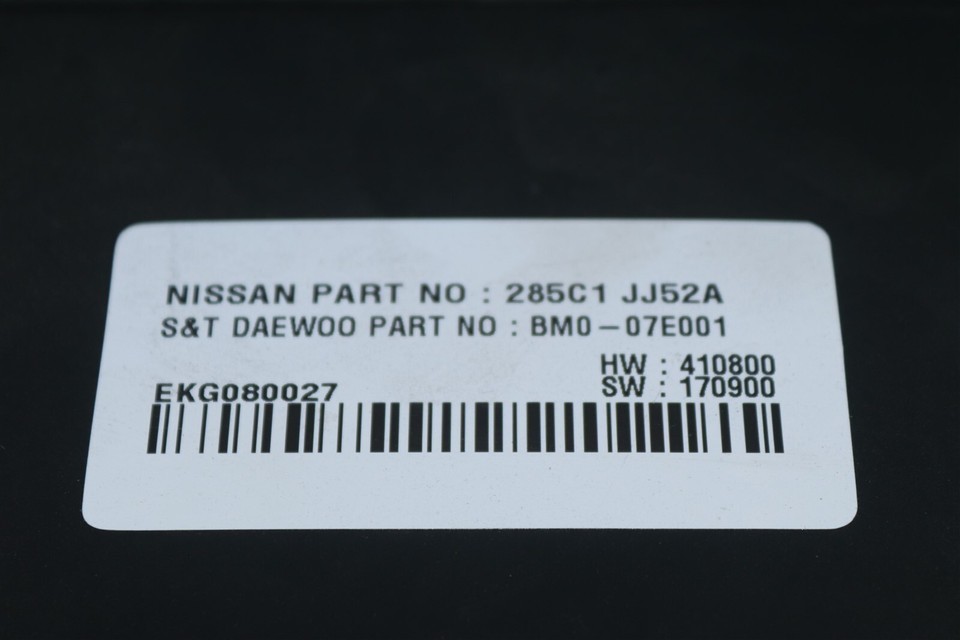 NISSAN PART NO : 285C1 JJ52A
S&T DAEWOO PART NO : BM0-07E001
HW : 410800
SW : 170900
EKG080027